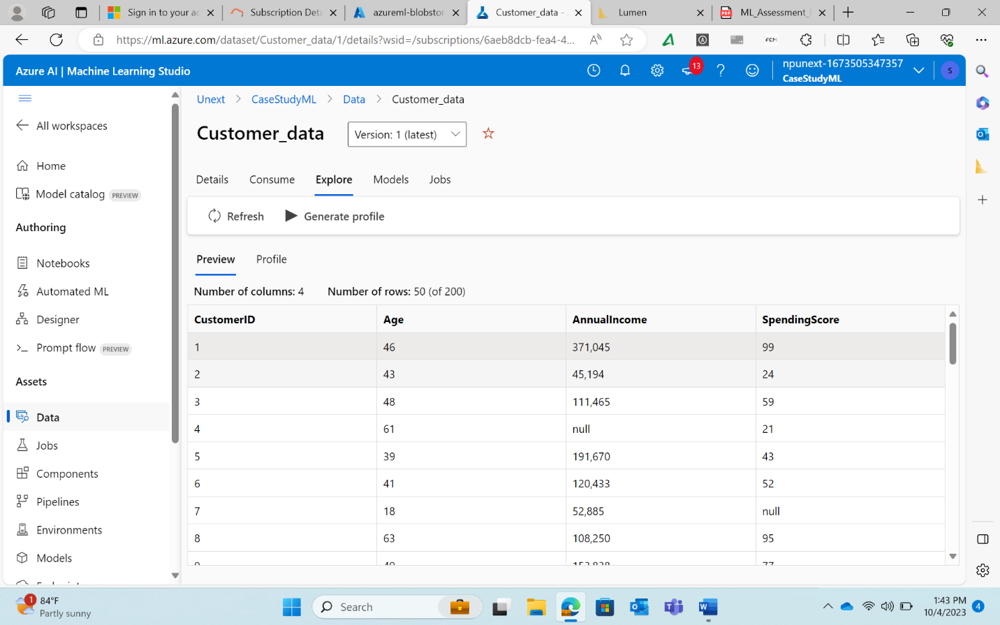 Sign in to your ac
Subscription Deta
azureml-blobstor
Customer_data -
Lumen
ML_Assessment_
https://ml.azure.com/dataset/Customer_data/1/details?wsid=/subscriptions/6aeb8dcb-fea4-4...
FCM
Azure AI | Machine Learning Studio
13
npunext-1673505347357
CaseStudyML
S
Unext > CaseStudyML > Data > Customer_data
All workspaces
Customer_data
Version: 1 (latest)
Home
Details Consume Explore Models Jobs
Model catalog PREVIEW
Refresh Generate profile
Authoring
Notebooks
Preview Profile
Automated ML
Number of columns: 4 Number of rows: 50 (of 200)
Designer
CustomerID Age AnnualIncome SpendingScore
Prompt flow PREVIEW
1 46 371,045 99
2 43 45,194 24
Assets
3 48 111,465 59
Data
4 61 null 21
Jobs
5 39 191,670 43
Components
6 41 120,433 52
Pipelines
7 18 52,885 null
Environments
8 63 108,250 95
Models
1
84°F
Partly sunny
Search
1:43 PM
10/4/2023
4